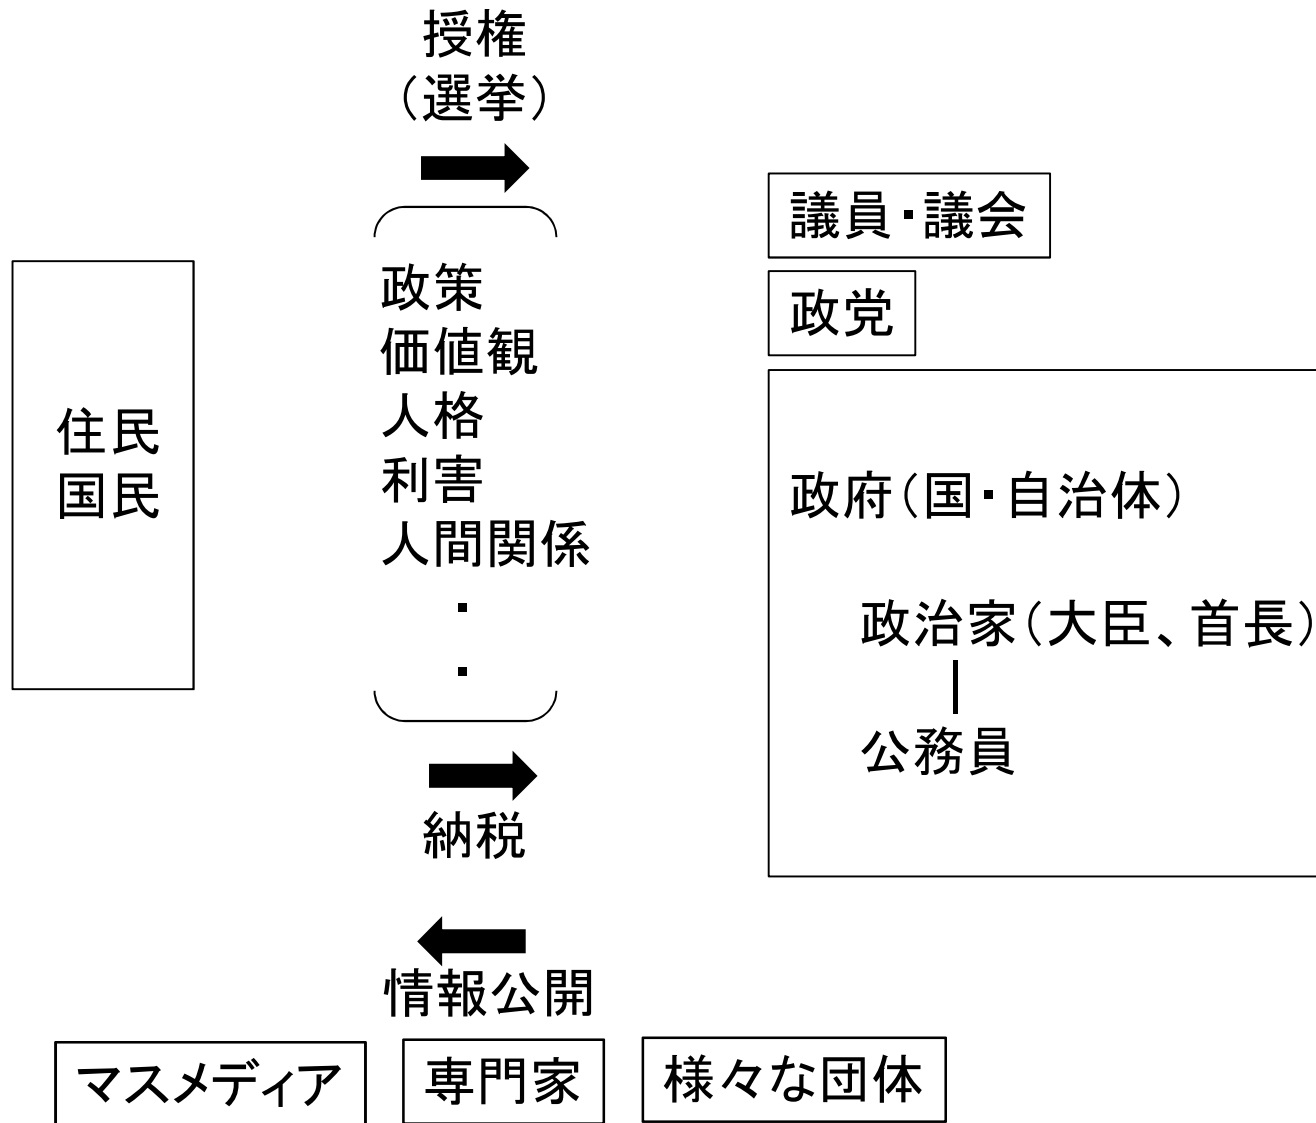 授権
（選挙）
議員・議会
政策
価値観
人格
利害
人間関係
・
・
住民
国民
政党
政府（国・自治体）
政治家（大臣、首長）
公務員
納税
情報公開
マスメディア
専門家
様々な団体